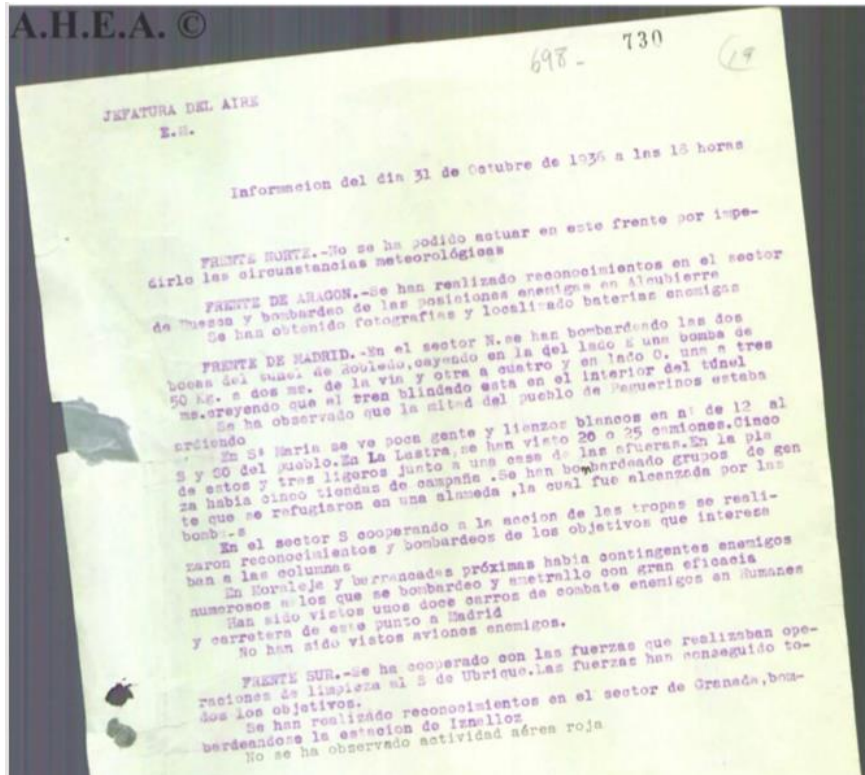 A.H.E.A. ©
698- 730 19
JEFATURA DEL AIRE
E.M.
Informacion del dia 31 de Octubre de 1936 a las 18 horas
FRENTE NORTE.-No se ha podido actuar en este frente por impe-
dirlo las circunstancias meteorológicas
FRENTE DE ARAGON.-Se han realizado reconocimientos en el sector
de Huesca y bombardeo de las posiciones enemigas en Alcubierre
Se han obtenido fotografias y localizado baterias enemigas
FRENTE DE MADRID.-En el sector N.se han bombardeado las dos
bocas del tunel de Robledo,cayendo en la del lado E una bomba de
50 Kg. a dos ms. de la via y otra a cuatro y en lado O. una a tres
ms.creyendo que el tren blindado esta en el interior del túnel
Se ha observado que la mitad del pueblo de Peguerinos estaba
ardiendo
En Sª Maria se ve poca gente y lienzos blancos en nº de 12 al
S y SO del pueblo.En La Lastra,se han visto 20 o 25 camiones.Cinco
de estos y tres ligeros junto a una casa de las afueras.En la pla
za habia cinco tiendas de campaña .Se han bombardeado grupos de gen
te que se refugiaron en una alameda ,la cual fue alcanzada por las
bombas
En el sector S cooperando a la accion de las tropas se reali-
zaron reconocimientos y bombardeos de los objetivos que interesa
ban a las columnas
En Moraleje y barrancadas próximas habia contingentes enemigos
numerosos a los que se bombardeo y ametrallo con gran eficacia
Han sido vistos unos doce carros de combate enemigos en Humanes
y carretera de este punto a Madrid
No han sido vistos aviones enemigos.
FRENTE SUR.-Se ha cooperado con las fuerzas que realizaban ope-
raciones de limpieza al S de Ubrique.Las fuerzas han conseguido to-
dos los objetivos.
Se han realizado reconocimientos en el sector de Granada,bom-
bardeandose la estacion de Iznalloz
No se ha observado actividad aérea roja